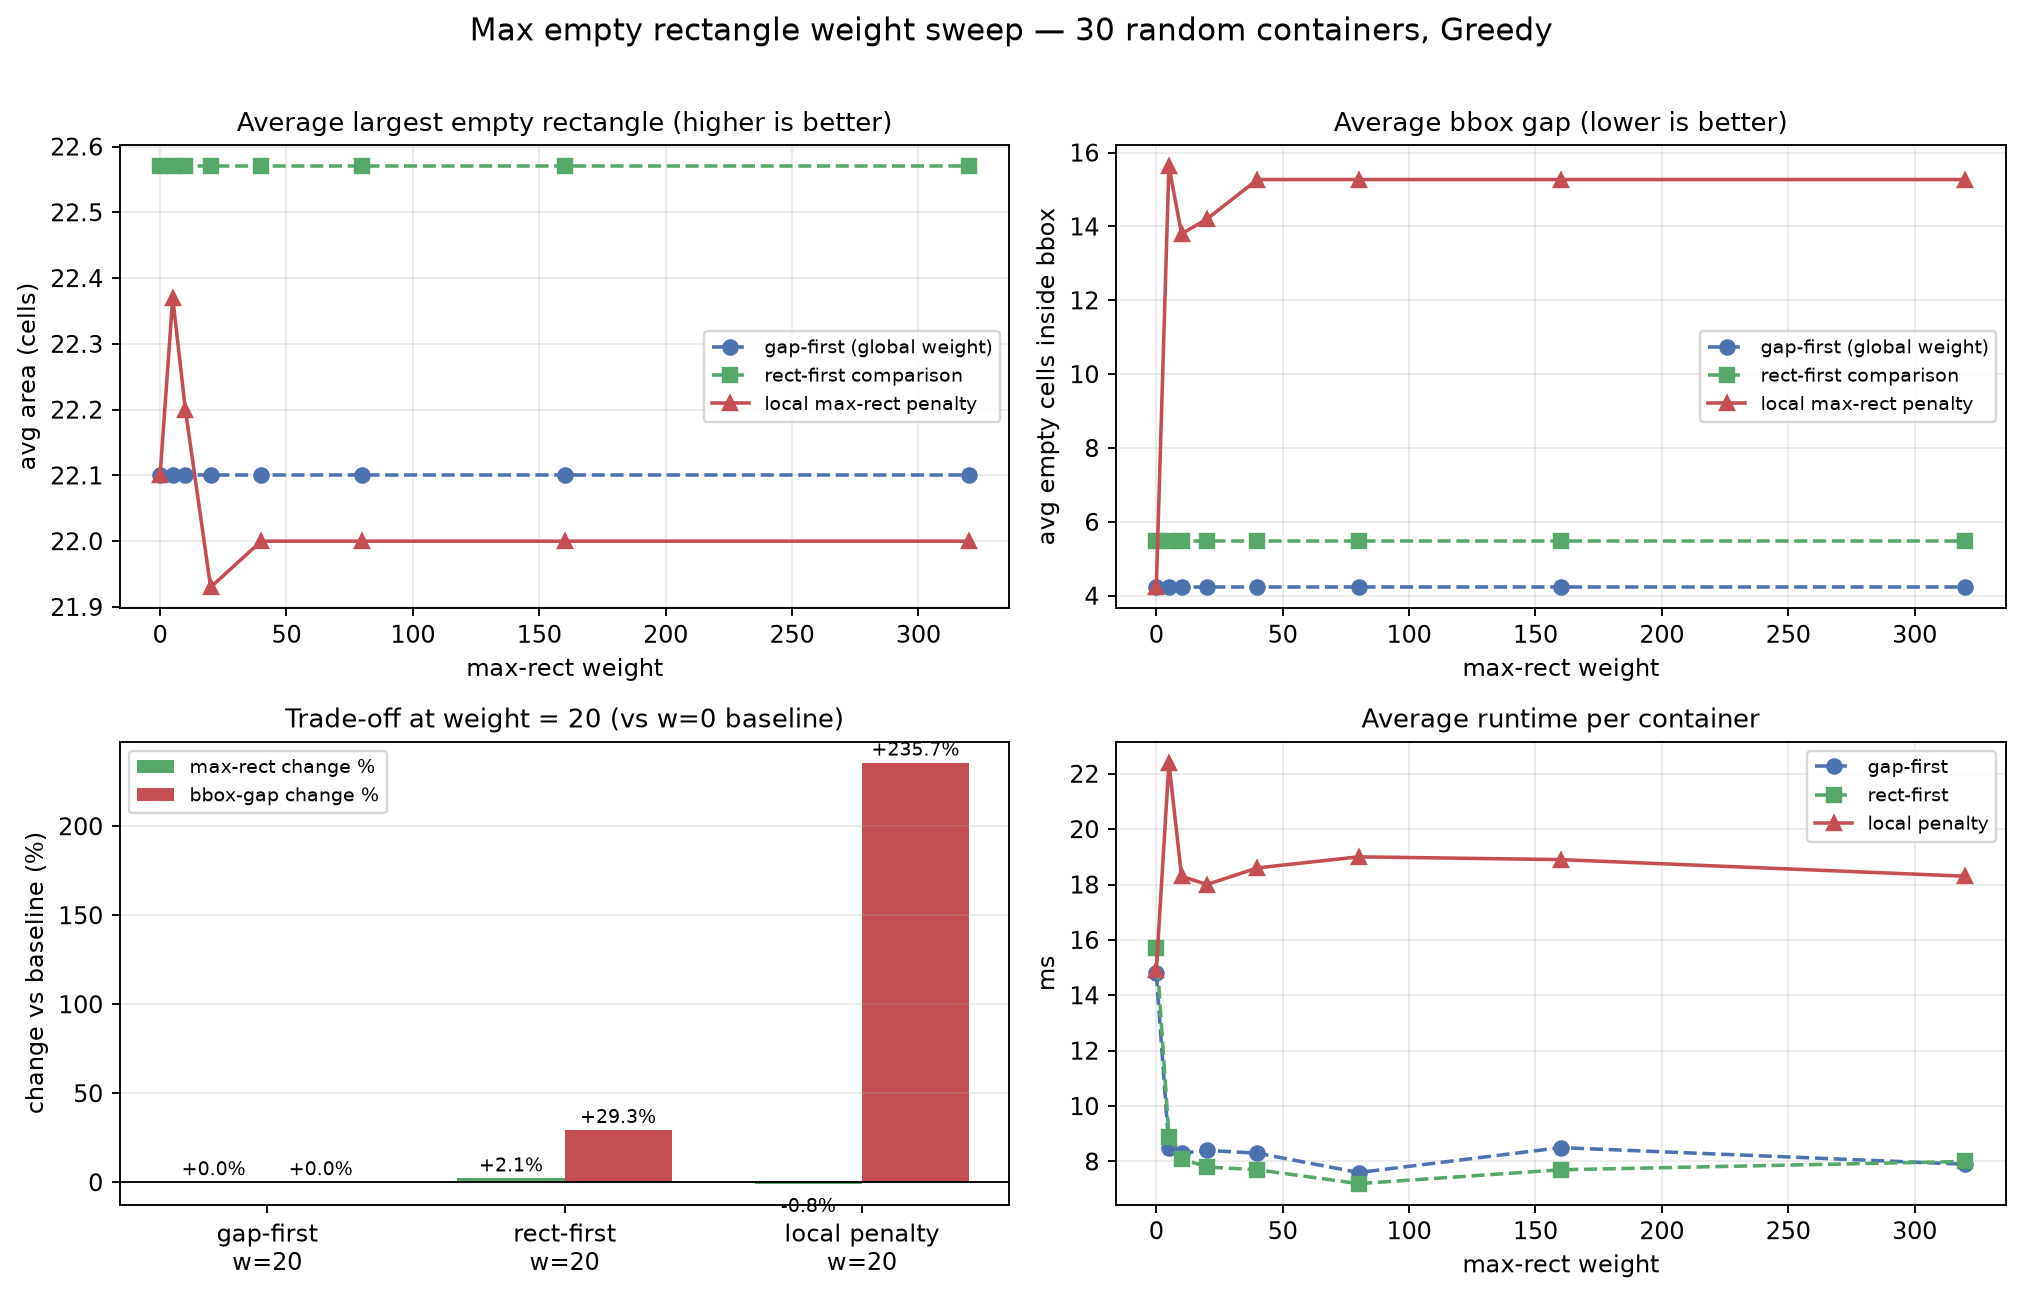 Max empty rectangle weight sweep — 30 random containers, Greedy
Average largest empty rectangle (higher is better)
avg area (cells)
22.6
22.5
22.4
22.3
22.2
22.1
22.0
21.9
gap-first (global weight)
rect-first comparison
local max-rect penalty
0 50 100 150 200 250 300
max-rect weight
Average bbox gap (lower is better)
avg empty cells inside bbox
16
14
12
10
8
6
4
gap-first (global weight)
rect-first comparison
local max-rect penalty
0 50 100 150 200 250 300
max-rect weight
Trade-off at weight = 20 (vs w=0 baseline)
change vs baseline (%)
200
150
100
50
0
max-rect change %
bbox-gap change %
+0.0% +0.0%
+2.1% +29.3%
-0.8% +235.7%
gap-first rect-first local penalty
w=20 w=20 w=20
Average runtime per container
ms
22
20
18
16
14
12
10
8
gap-first
rect-first
local penalty
0 50 100 150 200 250 300
max-rect weight